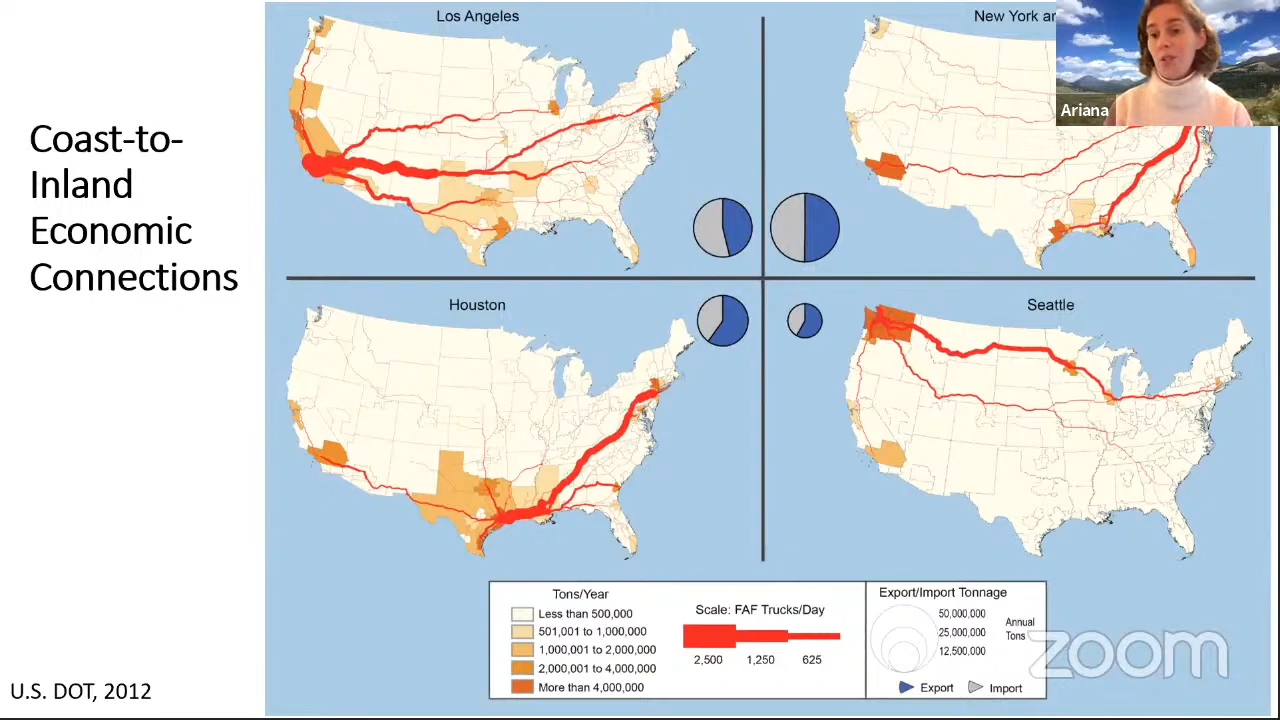 Coast-to-
Inland
Economic
Connections
U.S. DOT, 2012
Los Angeles
New York
Ariana
Houston
Seattle
Tons/Year
Less than 500,000
501,001 to 1,000,000
1,000,001 to 2,000,000
2,000,001 to 4,000,000
More than 4,000,000
Scale: FAF Trucks/Day
2,500 1,250 625
Export/Import Tonnage
50,000,000
25,000,000
12,500,000
Annual
Tons
Export Import
zoom